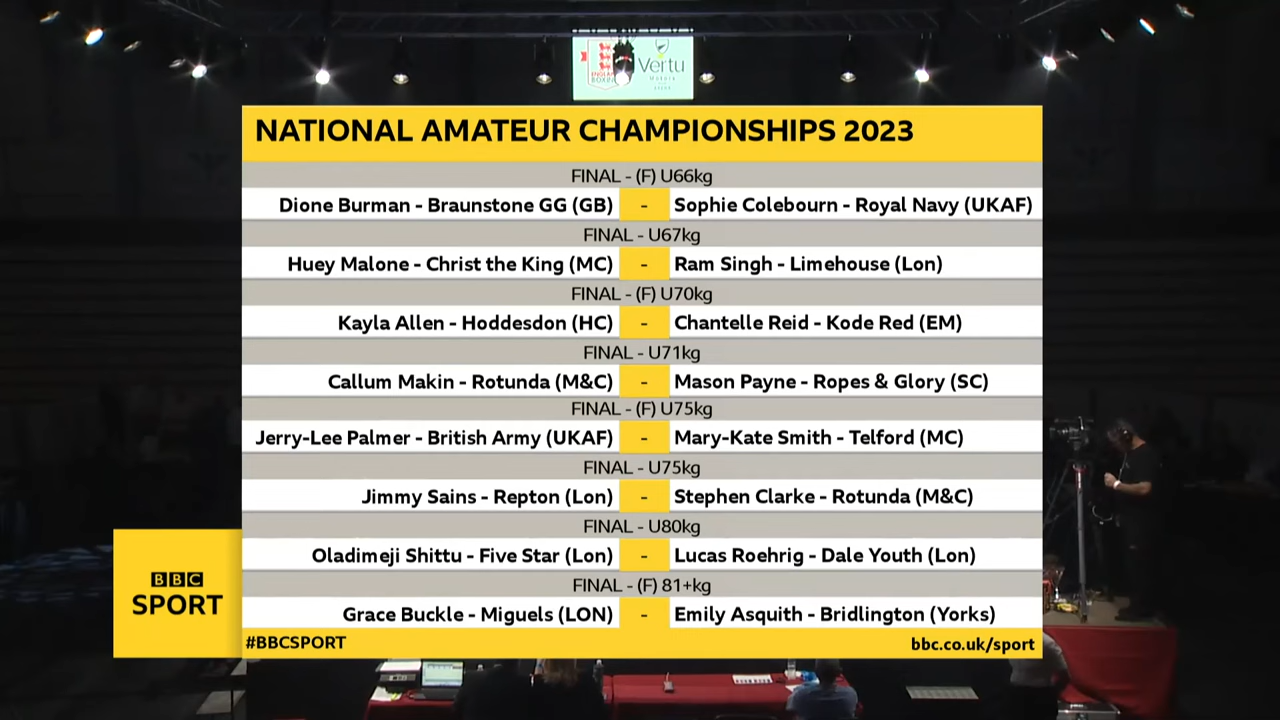 ENGLAND
BOXING
Vertu
Motors
NATIONAL AMATEUR CHAMPIONSHIPS 2023
FINAL - (F) U66kg
Dione Burman - Braunstone GG (GB) - Sophie Colebourn - Royal Navy (UKAF)
FINAL - U67kg
Huey Malone - Christ the King (MC) - Ram Singh - Limehouse (Lon)
FINAL - (F) U70kg
Kayla Allen - Hoddesdon (HC) - Chantelle Reid - Kode Red (EM)
FINAL - U71kg
Callum Makin - Rotunda (M&C) - Mason Payne - Ropes & Glory (SC)
FINAL - (F) U75kg
Jerry-Lee Palmer - British Army (UKAF) - Mary-Kate Smith - Telford (MC)
FINAL - U75kg
Jimmy Sains - Repton (Lon) - Stephen Clarke - Rotunda (M&C)
FINAL - U80kg
Oladimeji Shittu - Five Star (Lon) - Lucas Roehrig - Dale Youth (Lon)
FINAL - (F) 81+kg
Grace Buckle - Miguels (LON) - Emily Asquith - Bridlington (Yorks)
BBC
SPORT
#BBCSPORT bbc.co.uk/sport